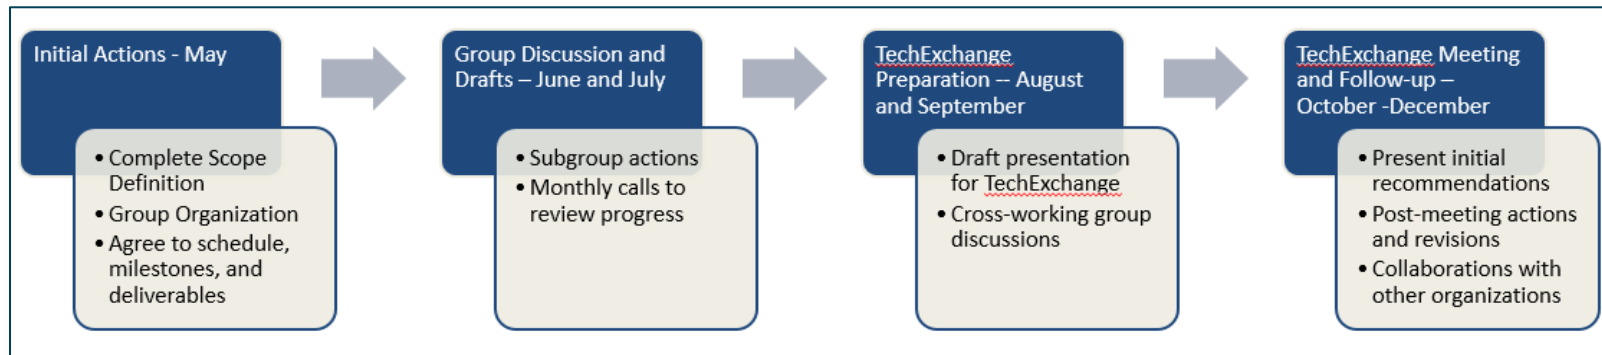 Initial Actions - May
• Complete Scope
Definition
• Group Organization
• Agree to schedule,
milestones, and
deliverables
Group Discussion and
Drafts – June and July
• Subgroup actions
• Monthly calls to
review progress
TechExchange
Preparation -- August
and September
• Draft presentation
for TechExchange
• Cross-working group
discussions
TechExchange Meeting
and Follow-up –
October -December
• Present initial
recommendations
• Post-meeting actions
and revisions
• Collaborations with
other organizations